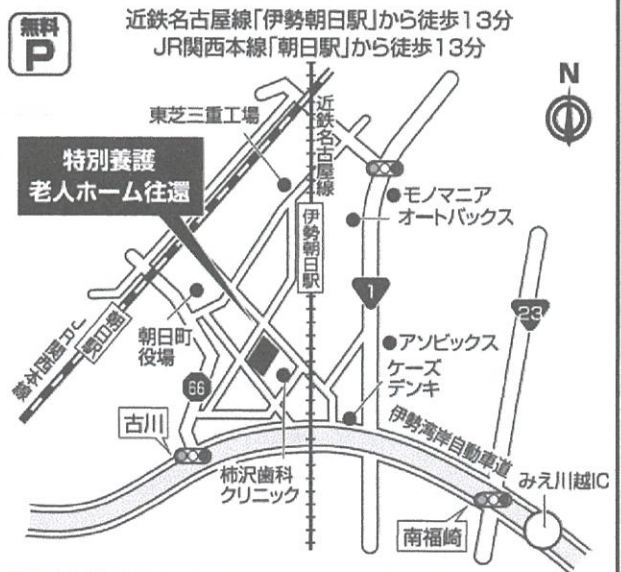 無料
P
近鉄名古屋線「伊勢朝日駅」から徒歩13分
JR関西本線「朝日駅」から徒歩13分
N
東芝三重工場
近鉄名古屋線
特別養護
老人ホーム往還
モノマニア
オートバックス
伊勢朝日駅
1
23
朝日駅
JR関西本線
朝日町
役場
アソビックス
ケーズ
デンキ
66
伊勢湾岸自動車道
古川
柿沢歯科
クリニック
みえ川越IC
南福崎